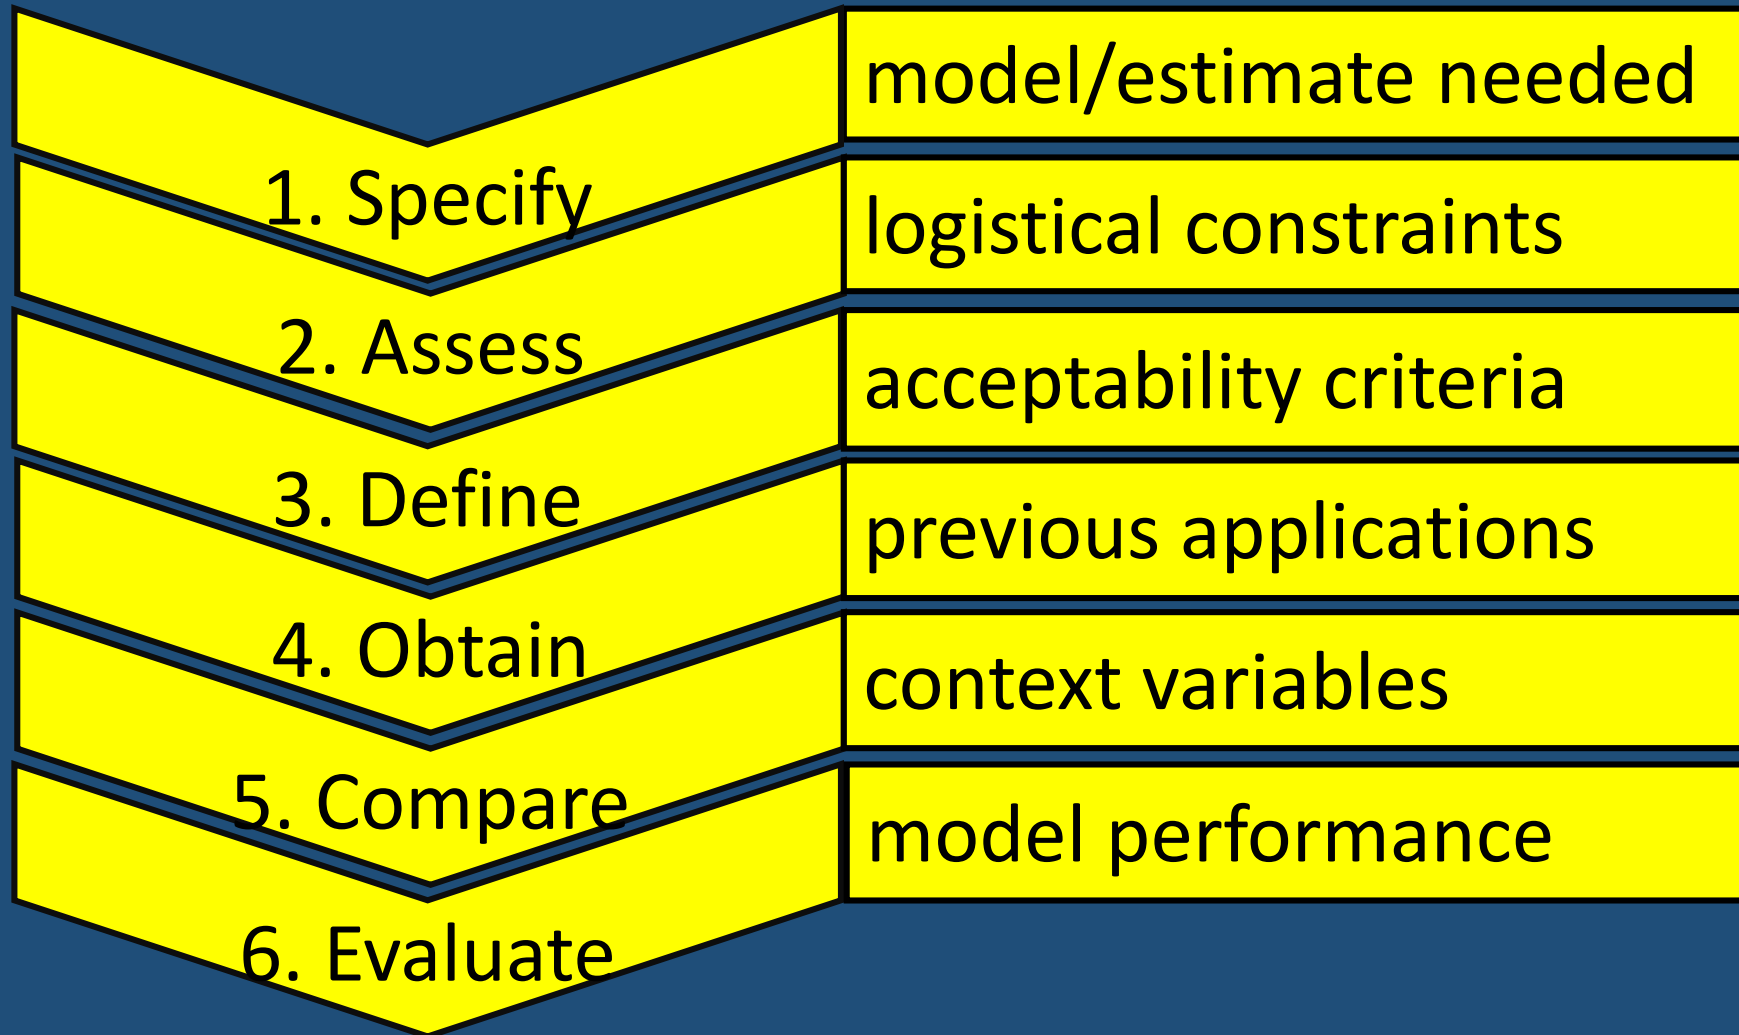 1. Specify
model/estimate needed
2. Assess
logistical constraints
3. Define
acceptability criteria
4. Obtain
previous applications
5. Compare
context variables
6. Evaluate
model performance